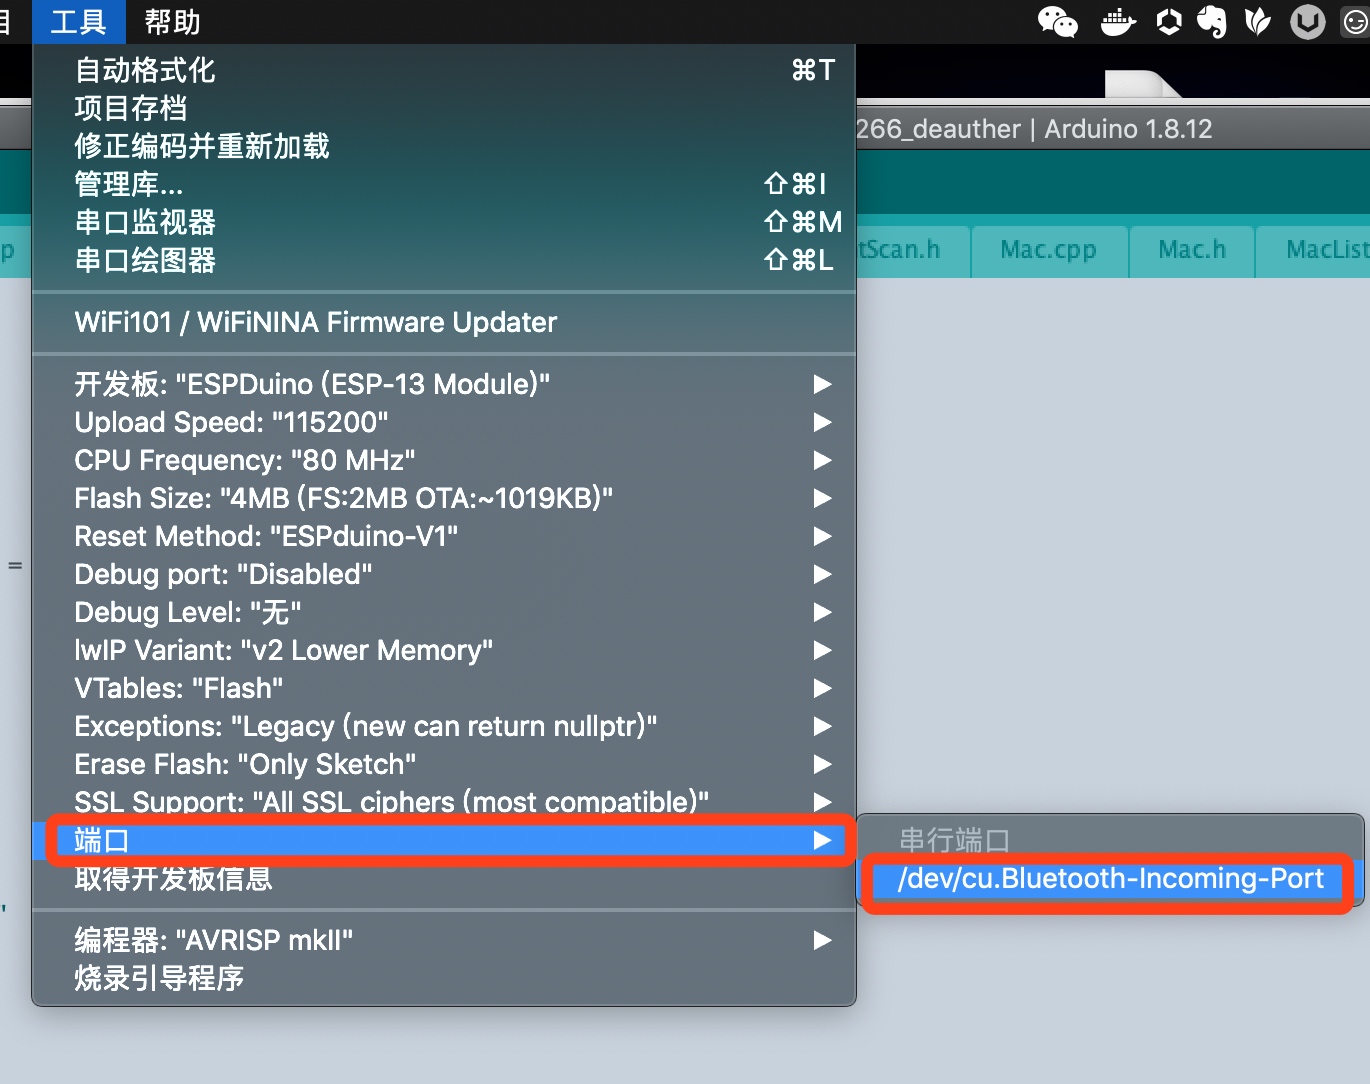 工具 帮助
自动格式化 ⌘T
项目存档
修正编码并重新加载
管理库... ⇧⌘I
串口监视器 ⇧⌘M
串口绘图器 ⇧⌘L
WiFi101 / WiFiNINA Firmware Updater
开发板: "ESPDuino (ESP-13 Module)"
Upload Speed: "115200"
CPU Frequency: "80 MHz"
Flash Size: "4MB (FS:2MB OTA:~1019KB)"
Reset Method: "ESPduino-V1"
Debug port: "Disabled"
Debug Level: "无"
lwIP Variant: "v2 Lower Memory"
VTables: "Flash"
Exceptions: "Legacy (new can return nullptr)"
Erase Flash: "Only Sketch"
SSL Support: "All SSL ciphers (most compatible)"
端口
取得开发板信息
编程器: "AVRISP mkII"
烧录引导程序
串行端口
/dev/cu.Bluetooth-Incoming-Port
266_deauther | Arduino 1.8.12
p tScan.h Mac.cpp Mac.h MacList
=
"